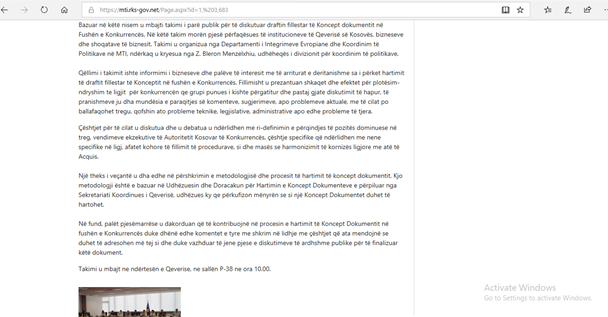 https://mti.rks-gov.net/Page.aspx?id=1,%203,683
Bazuar në këtë nisem u mbajti takimi i parë publik për të diskutuar draftin fillestar të Koncept dokumentit në
Fushën e Konkurrencës. Në këtë takim morën pjesë përfaqësues të institucioneve të Qeverisë së Kosovës, bizneseve
dhe shoqatave të biznesit. Takimi u organizua nga Departamenti i Integrimeve Evropiane dhe Koordinim të
Politikave në MTI, ndërkaq u kryesua nga Z. Bleron Menzelxhiu, udhëheqës i divizionit për koordinim të politikave.
Qëllimi i takimit ishte informimi i bizneseve dhe palëve të interesit me të arriturat e deritanishme sa i përket hartimit
të draftit fillestar të Konceptit në fushën e Konkurrencës. Fillimisht u prezantuan shkaqet dhe efektet për plotësim-
ndryshim te ligjit për konkurrencën qe grupi punues i kishte përgatitur dhe pastaj gjate diskutimit të hapur, të
pranishmeve ju dha mundësia e paraqitjes së komenteve, sugjerimeve, apo problemeve aktuale, me të cilat po
ballafaqohet tregu, qofshin ato probleme teknike, legjislative, administrative apo edhe probleme të tjera.
Çështjet për të cilat u diskutua dhe u debatua u ndërlidhen me ri-definimin e përqindjes të pozitës dominuese në
treg, vendimeve ekzekutive të Autoritetit Kosovar të Konkurrencës, çështje specifike që ndërlidhen me nene
specifike në ligj, afatet kohore të fillimit të procedurave, si dhe masës se harmonizimit të kornizës ligjore me atë të
Acquis.
Një theks i veçantë u dha edhe në përshkrimin e metodologjisë dhe procesit të hartimit të koncept dokumentit. Kjo
metodologji është e bazuar në Udhëzuesin dhe Doracakun për Hartimin e Koncept Dokumenteve e përpiluar nga
Sekretariati Koordinues i Qeverisë, udhëzues ky qe përkufizon mënyrën se si një Koncept Dokumentet duhet të
hartohet.
Në fund, palët pjesëmarrëse u dakorduan që të kontribuojnë në procesin e hartimit të Koncept Dokumentit në
fushën e Konkurrencës duke dhënë edhe komentet e tyre me shkrim në lidhje me çështjet që ata mendojnë se
duhet të adresohen më tej si dhe duke vazhduar të jene pjese e diskutimeve të ardhshme publike për të finalizuar
këtë dokument.
Takimi u mbajt ne ndërtesën e Qeverise, ne sallën P-38 ne ora 10.00.
Activate Windows
Go to Settings to activate Windows.